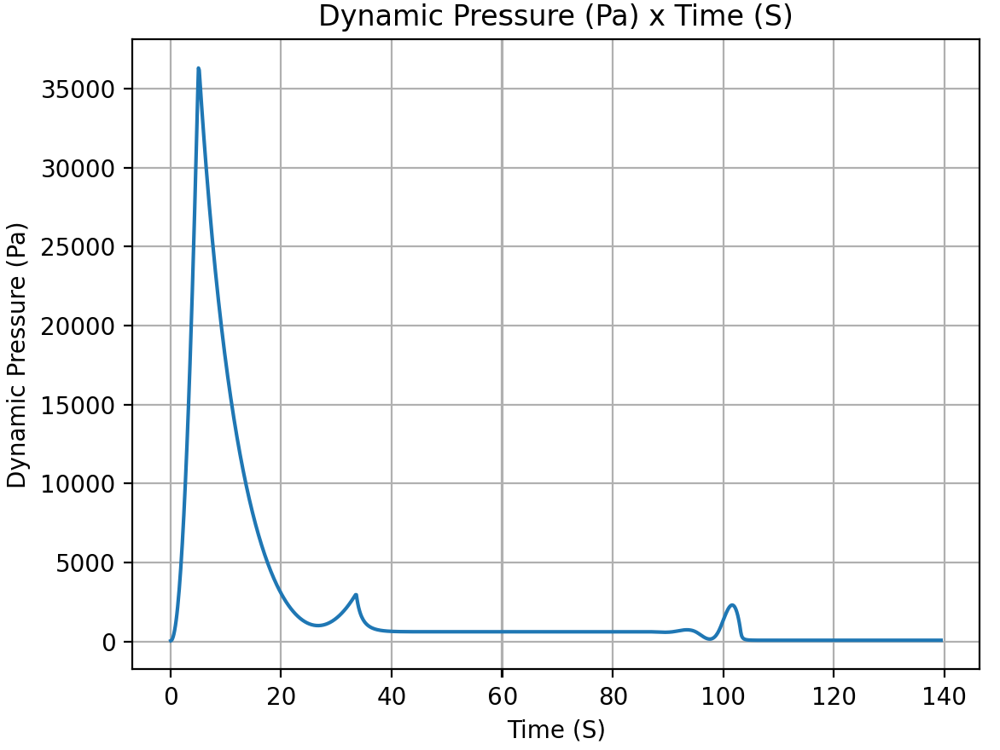 Dynamic Pressure (Pa) x Time (S)
Dynamic Pressure (Pa)
35000
30000
25000
20000
15000
10000
5000
0
0 20 40 60 80 100 120 140
Time (S)